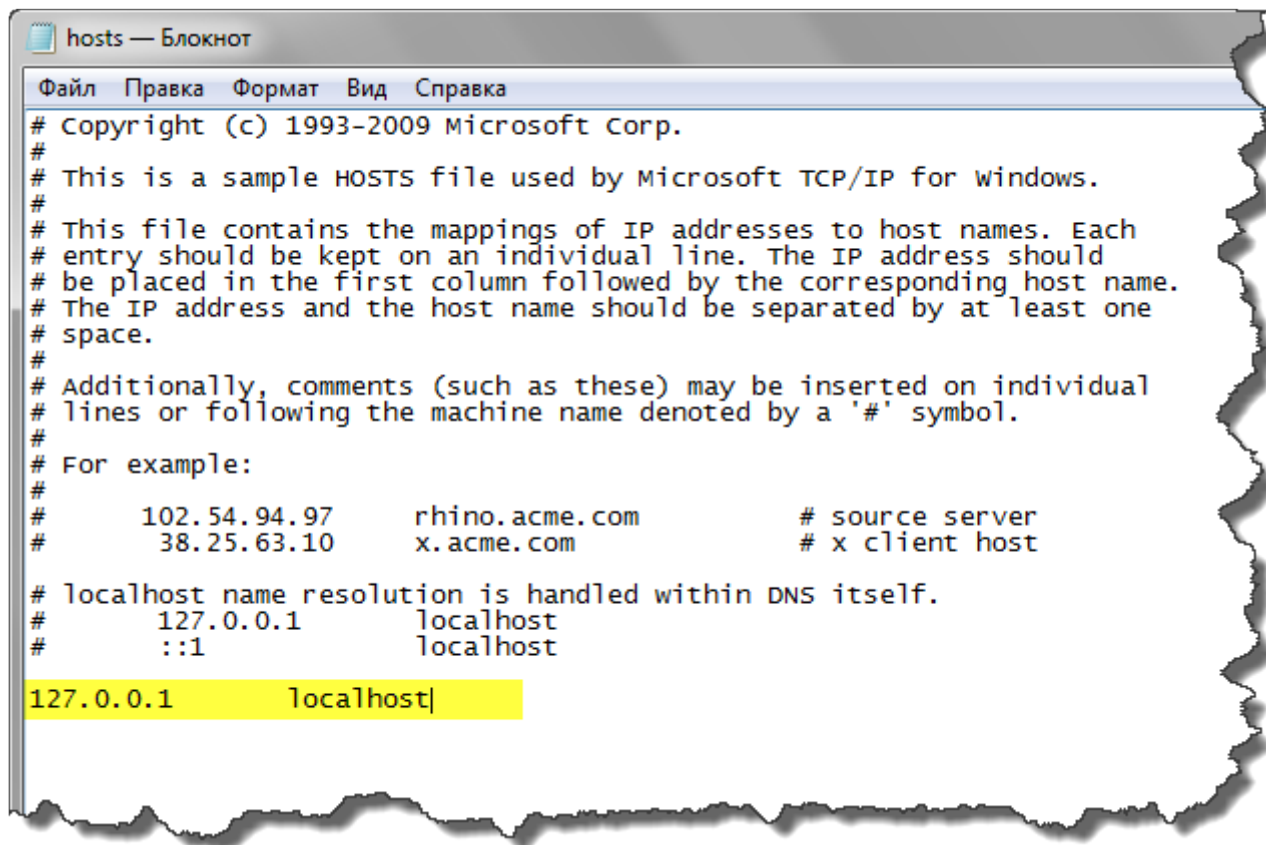 hosts — Блокнот
Файл Правка Формат Вид Справка
# Copyright (c) 1993-2009 Microsoft Corp.
#
# This is a sample HOSTS file used by Microsoft TCP/IP for Windows.
#
# This file contains the mappings of IP addresses to host names. Each
# entry should be kept on an individual line. The IP address should
# be placed in the first column followed by the corresponding host name.
# The IP address and the host name should be separated by at least one
# space.
#
# Additionally, comments (such as these) may be inserted on individual
# lines or following the machine name denoted by a '#' symbol.
#
# For example:
#
#      102.54.94.97     rhino.acme.com          # source server
#       38.25.63.10     x.acme.com              # x client host
# localhost name resolution is handled within DNS itself.
#       127.0.0.1       localhost
#       ::1             localhost
127.0.0.1       localhost